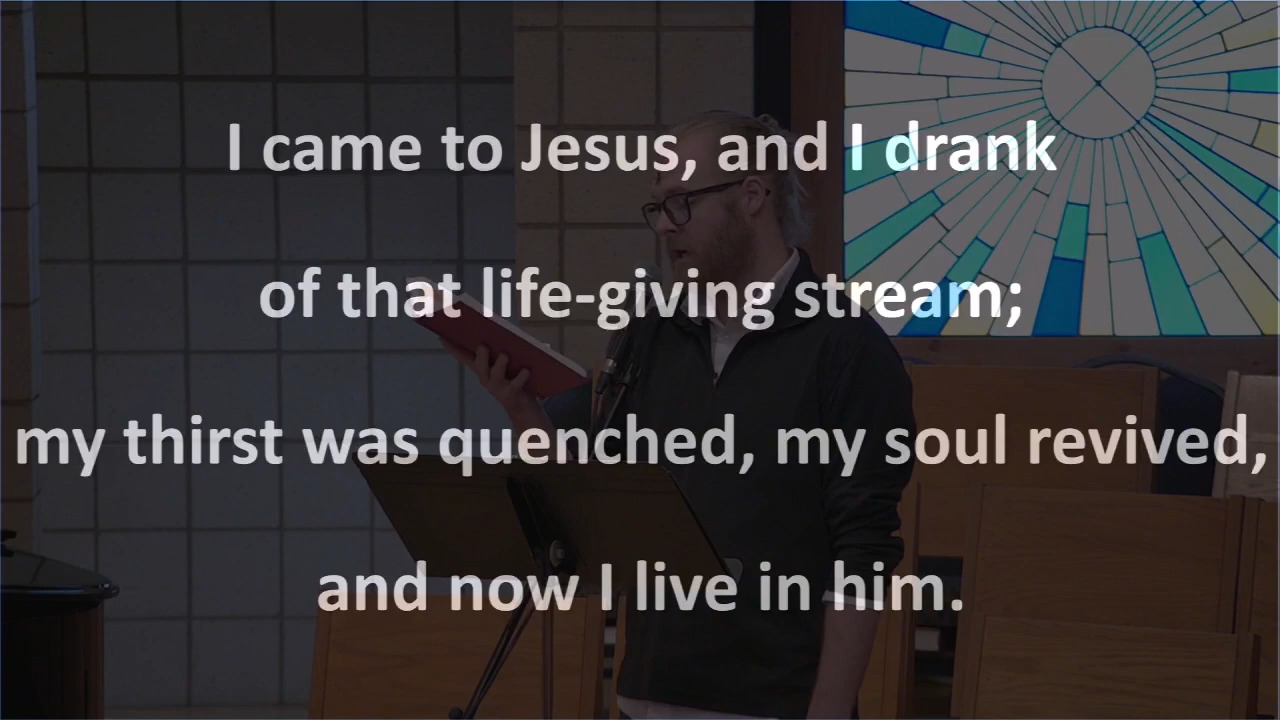 I came to Jesus, and I drank
of that life-giving stream;
my thirst was quenched, my soul revived,
and now I live in him.